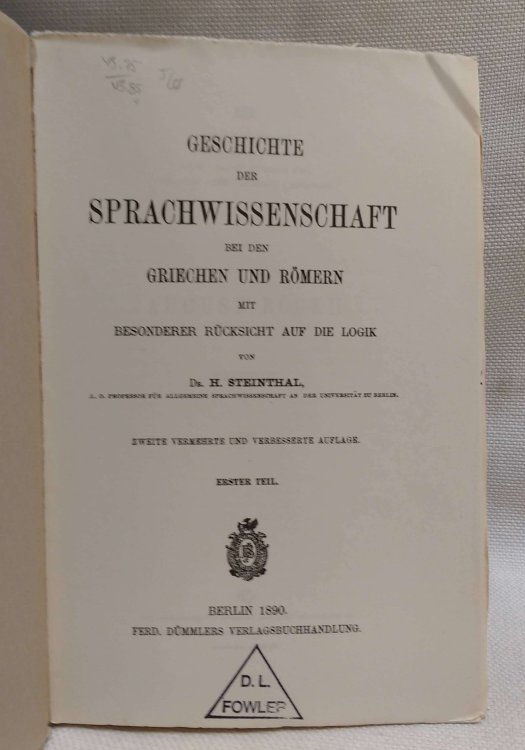 GESCHICHTE
DER
SPRACHWISSENSCHAFT
BEI DEN
GRIECHEN UND RÖMERN
MIT
BESONDERER RÜCKSICHT AUF DIE LOGIK
VON
DR. H. STEINTHAL,
A. O. PROFESSOR FÜR ALLGEMEINE SPRACHWISSENSCHAFT AN DER UNIVERSITÄT ZU BERLIN.
ZWEITE VERMEHRTE UND VERBESSERTE AUFLAGE.
ERSTER TEIL.
BERLIN 1890.
FERD. DÜMMLERS VERLAGSBUCHHANDLUNG.
D. L.
FOWLER